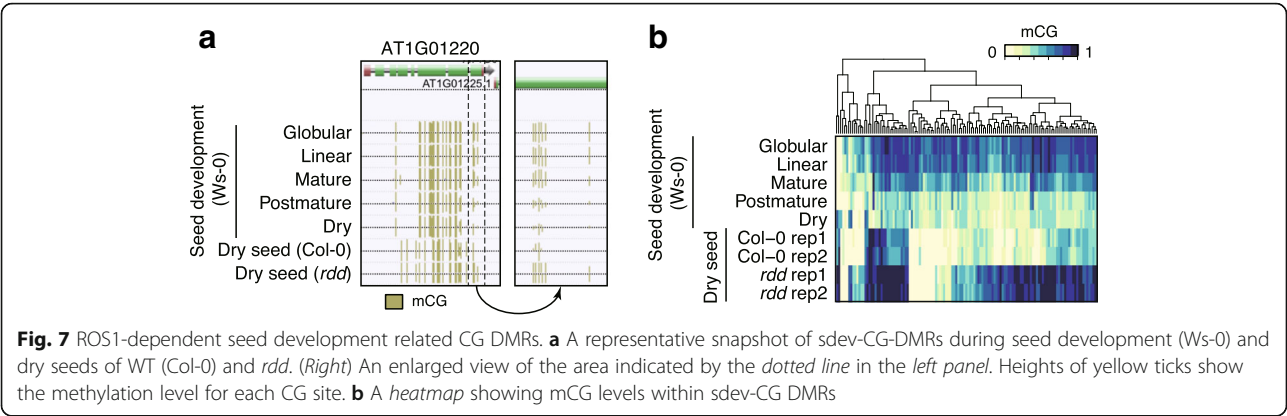 a
AT1G01220
AT1G01225.1
Seed development
(Ws-0)
Globular
Linear
Mature
Postmature
Dry
Dry seed (Col-0)
Dry seed (rdd)
mCG
b
mCG
0 1
Seed development
(Ws-0)
Globular
Linear
Mature
Postmature
Dry
Dry seed
Col−0 rep1
Col−0 rep2
rdd rep1
rdd rep2
Fig. 7 ROS1-dependent seed development related CG DMRs. a A representative snapshot of sdev-CG-DMRs during seed development (Ws-0) and
dry seeds of WT (Col-0) and rdd. (Right) An enlarged view of the area indicated by the dotted line in the left panel. Heights of yellow ticks show
the methylation level for each CG site. b A heatmap showing mCG levels within sdev-CG DMRs